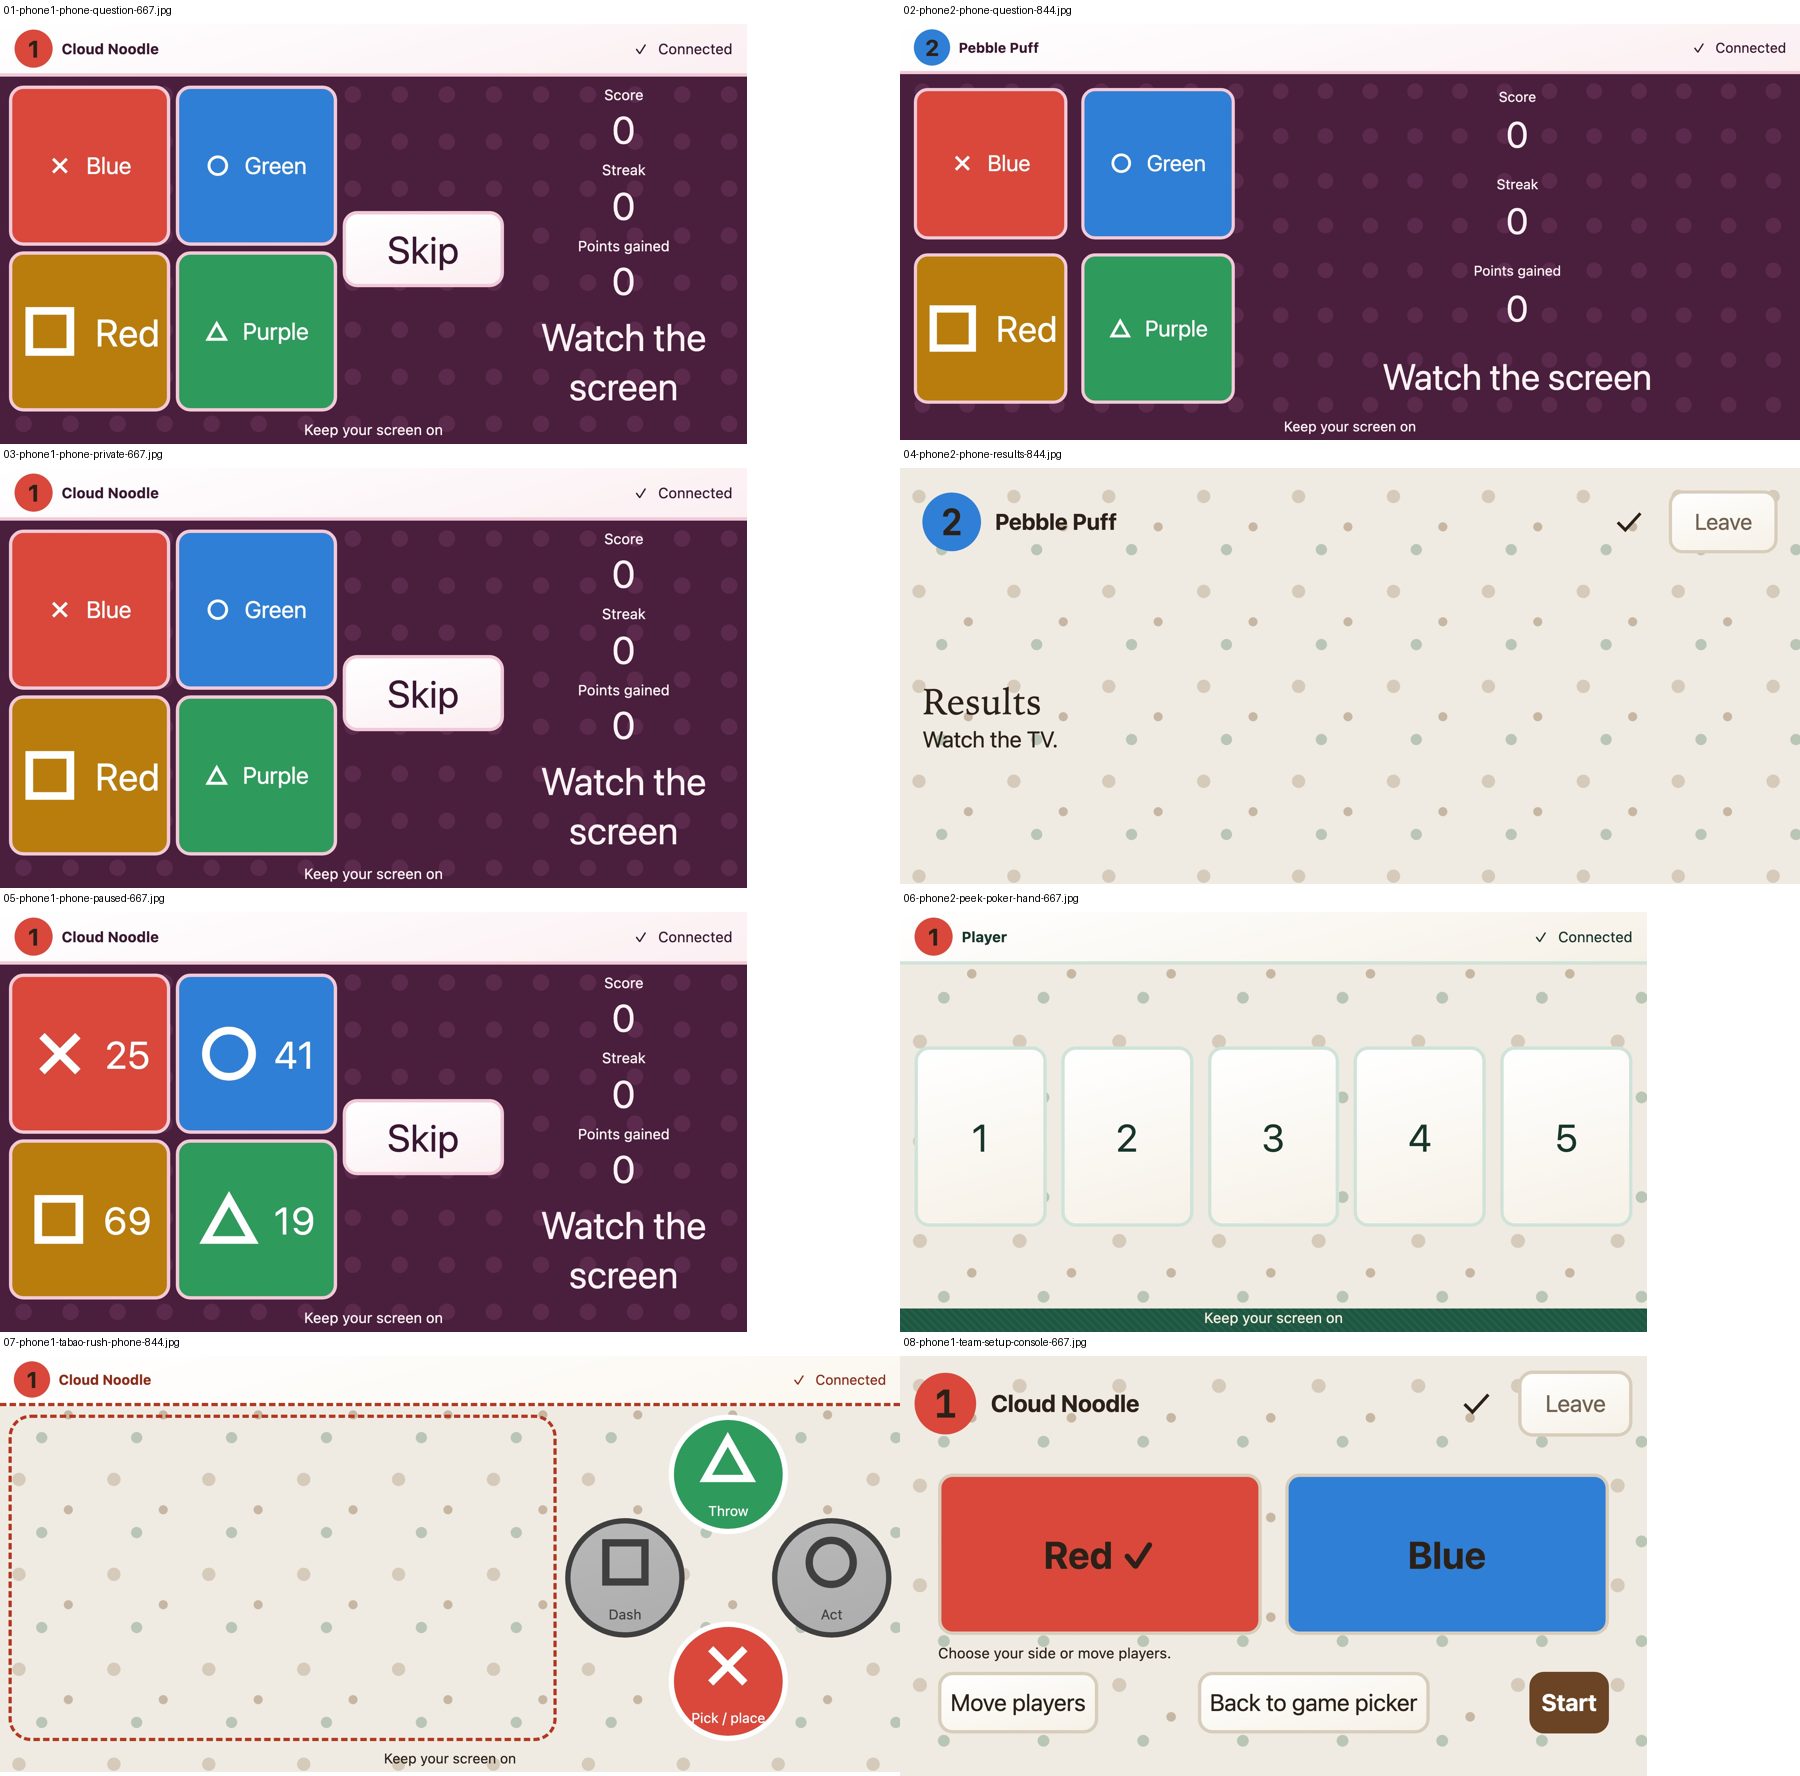 01-phone1-phone-question-667.jpg
1 Cloud Noodle ✓ Connected
Blue
Green
Red
Purple
Skip
Score
0
Streak
0
Points gained
0
Watch the
screen
Keep your screen on
02-phone2-phone-question-844.jpg
2 Pebble Puff ✓ Connected
Blue
Green
Red
Purple
Score
0
Streak
0
Points gained
0
Watch the screen
Keep your screen on
03-phone1-phone-private-667.jpg
1 Cloud Noodle ✓ Connected
Blue
Green
Red
Purple
Skip
Score
0
Streak
0
Points gained
0
Watch the
screen
Keep your screen on
04-phone2-phone-results-844.jpg
2 Pebble Puff ✓ Leave
Results
Watch the TV.
05-phone1-phone-paused-667.jpg
1 Cloud Noodle ✓ Connected
25
41
69
19
Skip
Score
0
Streak
0
Points gained
0
Watch the
screen
Keep your screen on
06-phone2-peek-poker-hand-667.jpg
1 Player ✓ Connected
1 2 3 4 5
Keep your screen on
07-phone1-tabao-rush-phone-844.jpg
1 Cloud Noodle ✓ Connected
Throw
Dash
Act
Pick / place
Keep your screen on
08-phone1-team-setup-console-667.jpg
1 Cloud Noodle ✓ Leave
Red ✓
Blue
Choose your side or move players.
Move players
Back to game picker
Start